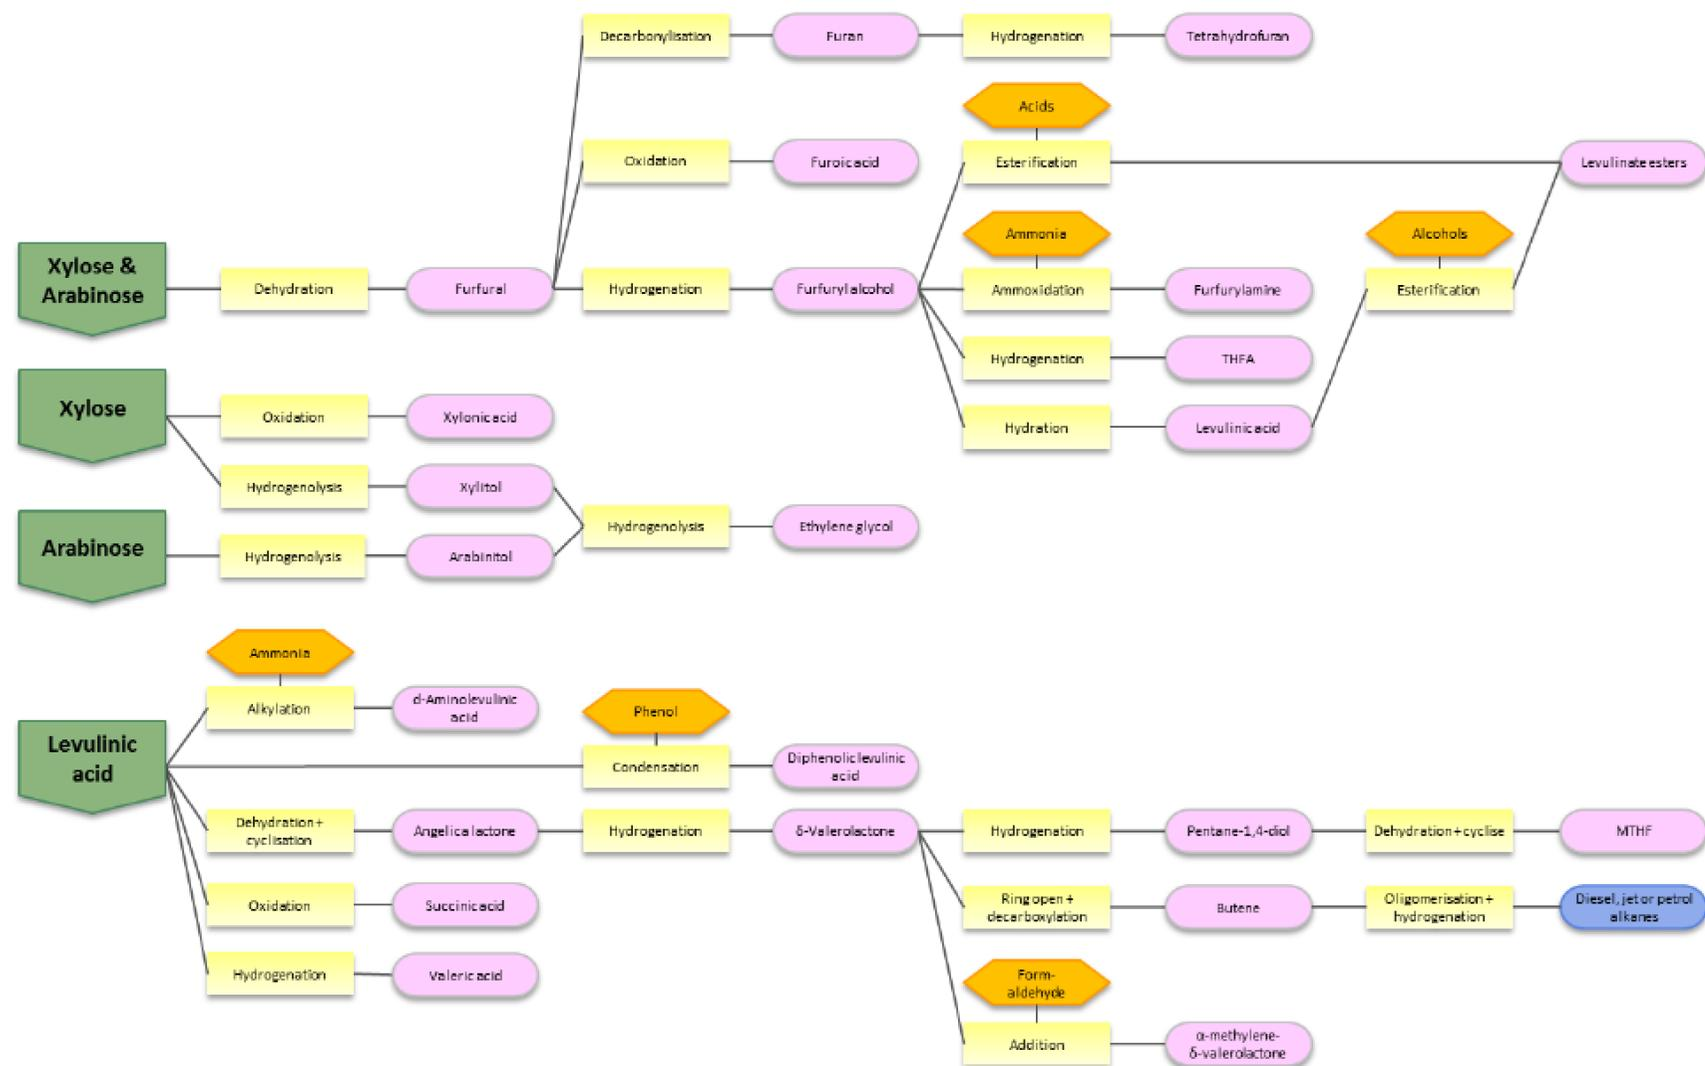 Decarbonylisation
Furan
Hydrogenation
Tetrahydrofuran
Acids
Oxidation
Furoic acid
Esterification
Levulinate esters
Ammonia
Alcohols
Xylose &
Arabinose
Dehydration
Furfural
Hydrogenation
Furfuryl alcohol
Ammoxidation
Furfurylamine
Esterification
Hydrogenation
THFA
Xylose
Oxidation
Xylonic acid
Hydration
Levulinic acid
Hydrogenolysis
Xylitol
Hydrogenolysis
Ethylene glycol
Arabinose
Hydrogenolysis
Arabinitol
Ammonia
Alkylation
d-Aminolevulinic
acid
Phenol
Levulinic
acid
Condensation
Diphenolic levulinic
acid
Dehydration +
cyclisation
Angelica lactone
Hydrogenation
δ-Valerolactone
Hydrogenation
Pentane-1,4-diol
Dehydration + cyclise
MTHF
Oxidation
Succinic acid
Ring open +
decarboxylation
Butene
Oligomerisation +
hydrogenation
Diesel, jet or petrol
alkanes
Hydrogenation
Valeric acid
Form-
aldehyde
Addition
α-methylene-
δ-valerolactone